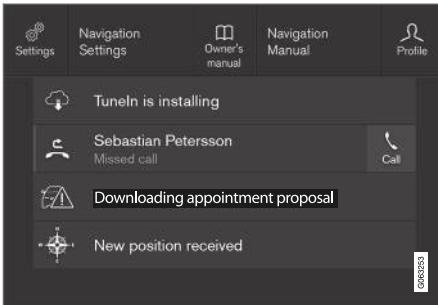 Settings
Navigation
Settings
Owner's
manual
Navigation
Manual
Profile
TuneIn is installing
Sebastian Petersson
Missed call
Call
Downloading appointment proposal
New position received
G063253